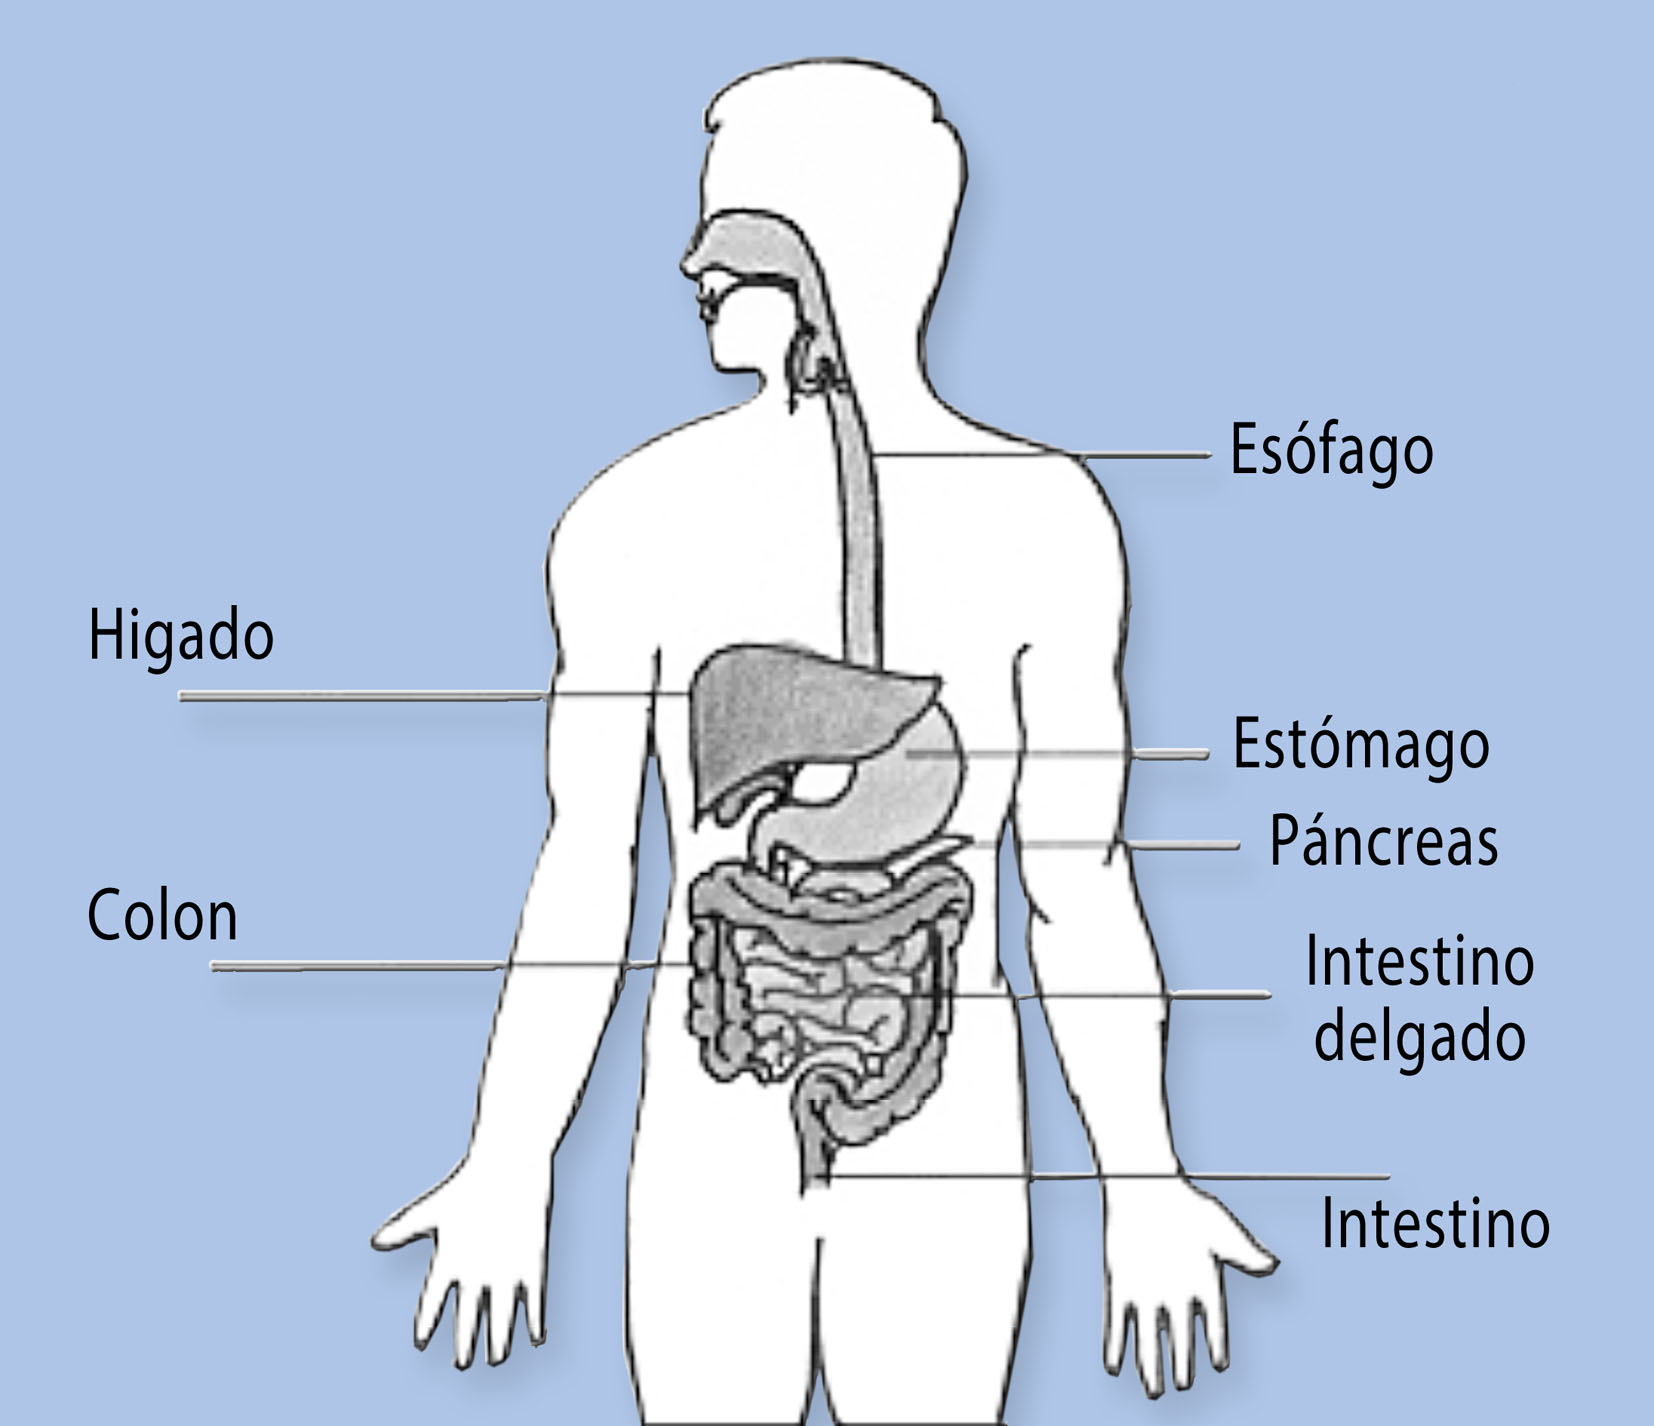 Esófago
Higado
Estómago
Páncreas
Colon
Intestino
delgado
Intestino